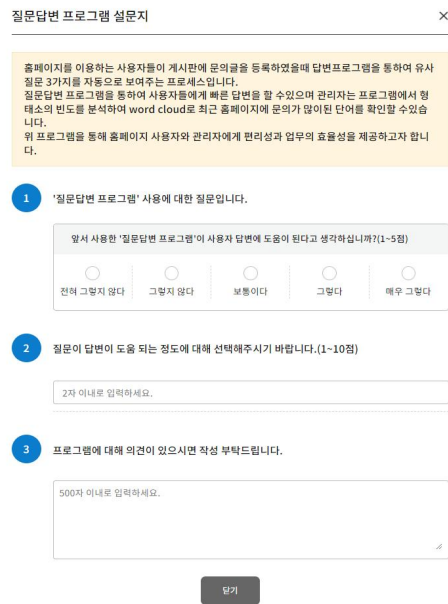 질문답변 프로그램 설문지
홈페이지를 이용하는 사용자들이 게시판에 문의글을 등록하였을때 답변프로그램을 통하여 유사
질문 3가지를 자동으로 보여주는 프로세스입니다.
질문답변 프로그램을 통하여 사용자들에게 빠른 답변을 할 수있으며 관리자는 프로그램에서 형
태소의 빈도를 분석하여 word cloud로 최근 홈페이지에 문의가 많이된 단어를 확인할 수있습
니다.
위 프로그램을 통해 홈페이지 사용자와 관리자에게 편리성과 업무의 효율성을 제공하고자 합니
다.
1 '질문답변 프로그램' 사용에 대한 질문입니다.
앞서 사용한 '질문답변 프로그램'이 사용자 답변에 도움이 된다고 생각하십니까?(1~5점)
전혀 그렇지 않다 그렇지 않다 보통이다 그렇다 매우 그렇다
2 질문이 답변이 도움 되는 정도에 대해 선택해주시기 바랍니다.(1~10점)
2자 이내로 입력하세요.
3 프로그램에 대해 의견이 있으시면 작성 부탁드립니다.
500자 이내로 입력하세요.
닫기